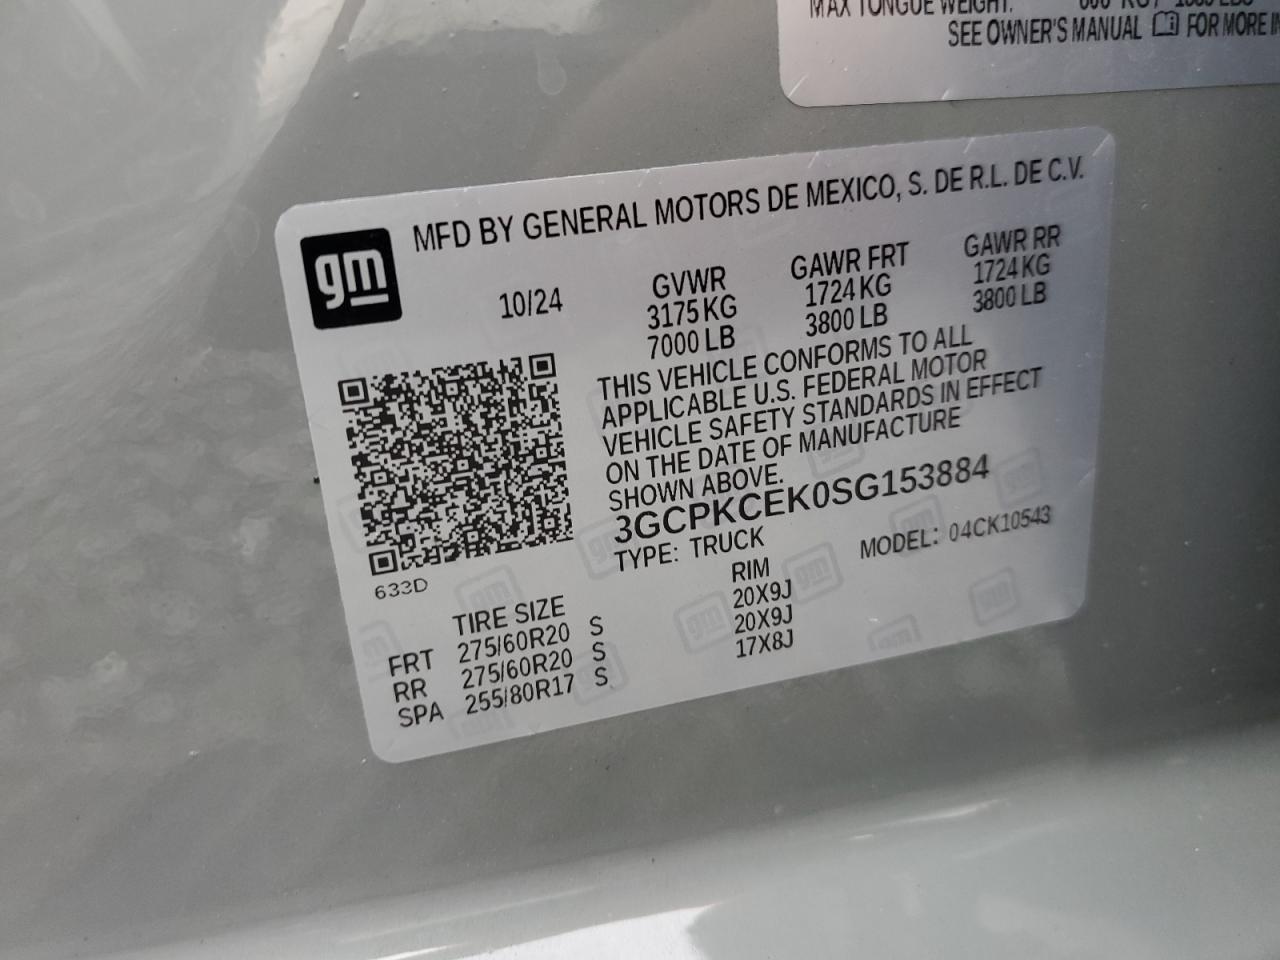 MAX TONGUE WEIGHT:
SEE OWNER'S MANUAL FOR MORE
gm
MFD BY GENERAL MOTORS DE MEXICO, S. DE R.L. DE C.V.
10/24 GVWR GAWR FRT GAWR RR
3175 KG 1724 KG 1724 KG
7000 LB 3800 LB 3800 LB
THIS VEHICLE CONFORMS TO ALL
APPLICABLE U.S. FEDERAL MOTOR
VEHICLE SAFETY STANDARDS IN EFFECT
ON THE DATE OF MANUFACTURE
SHOWN ABOVE.
3GCPKCEK0SG153884
TYPE: TRUCK MODEL: 04CK10543
633D
TIRE SIZE RIM
FRT 275/60R20 S 20X9J
RR 275/60R20 S 20X9J
SPA 255/80R17 S 17X8J